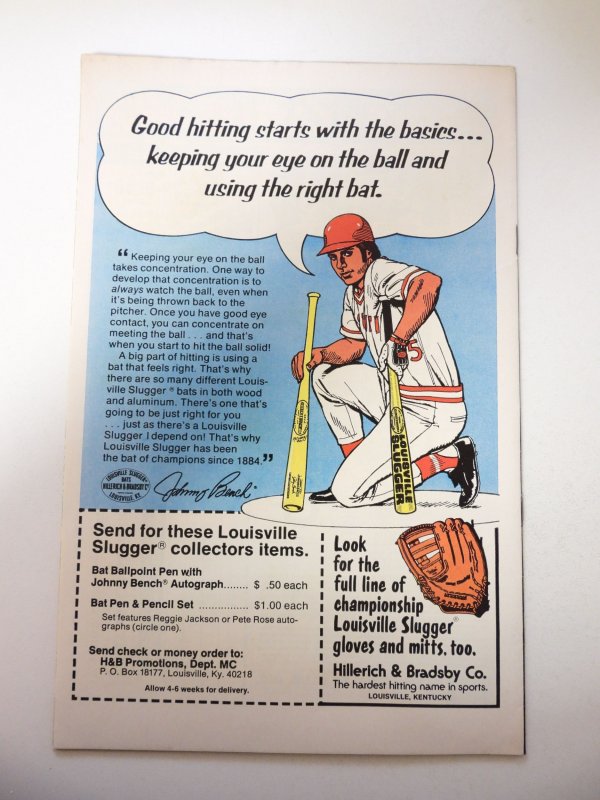 Good hitting starts with the basics...
keeping your eye on the ball and
using the right bat.
“Keeping your eye on the ball
takes concentration. One way to
develop that concentration is to
always watch the ball, even when
it's being thrown back to the
pitcher. Once you have good eye
contact, you can concentrate on
meeting the ball . . . and that's
when you start to hit the ball solid!
A big part of hitting is using a
bat that feels right. That's why
there are so many different Louis-
ville Slugger® bats in both wood
and aluminum. There's one that's
going to be just right for you
. . . just as there's a Louisville
Slugger I depend on! That's why
Louisville Slugger has been
the bat of champions since 1884.”
LOUISVILLE SLUGGER
BATS
HILLERICH & BRADSBY Co
LOUISVILLE, KY.
Johnny Bench
5
LOUISVILLE
SLUGGER
Send for these Louisville
Slugger® collectors items.
Bat Ballpoint Pen with
Johnny Bench® Autograph........ $ .50 each
Bat Pen & Pencil Set ................ $1.00 each
Set features Reggie Jackson or Pete Rose auto-
graphs (circle one).
Send check or money order to:
H&B Promotions, Dept. MC
P. O. Box 18177, Louisville, Ky. 40218
Allow 4-6 weeks for delivery.
Look
for the
full line of
championship
Louisville Slugger®
gloves and mitts, too.
Hillerich & Bradsby Co.
The hardest hitting name in sports.
LOUISVILLE, KENTUCKY